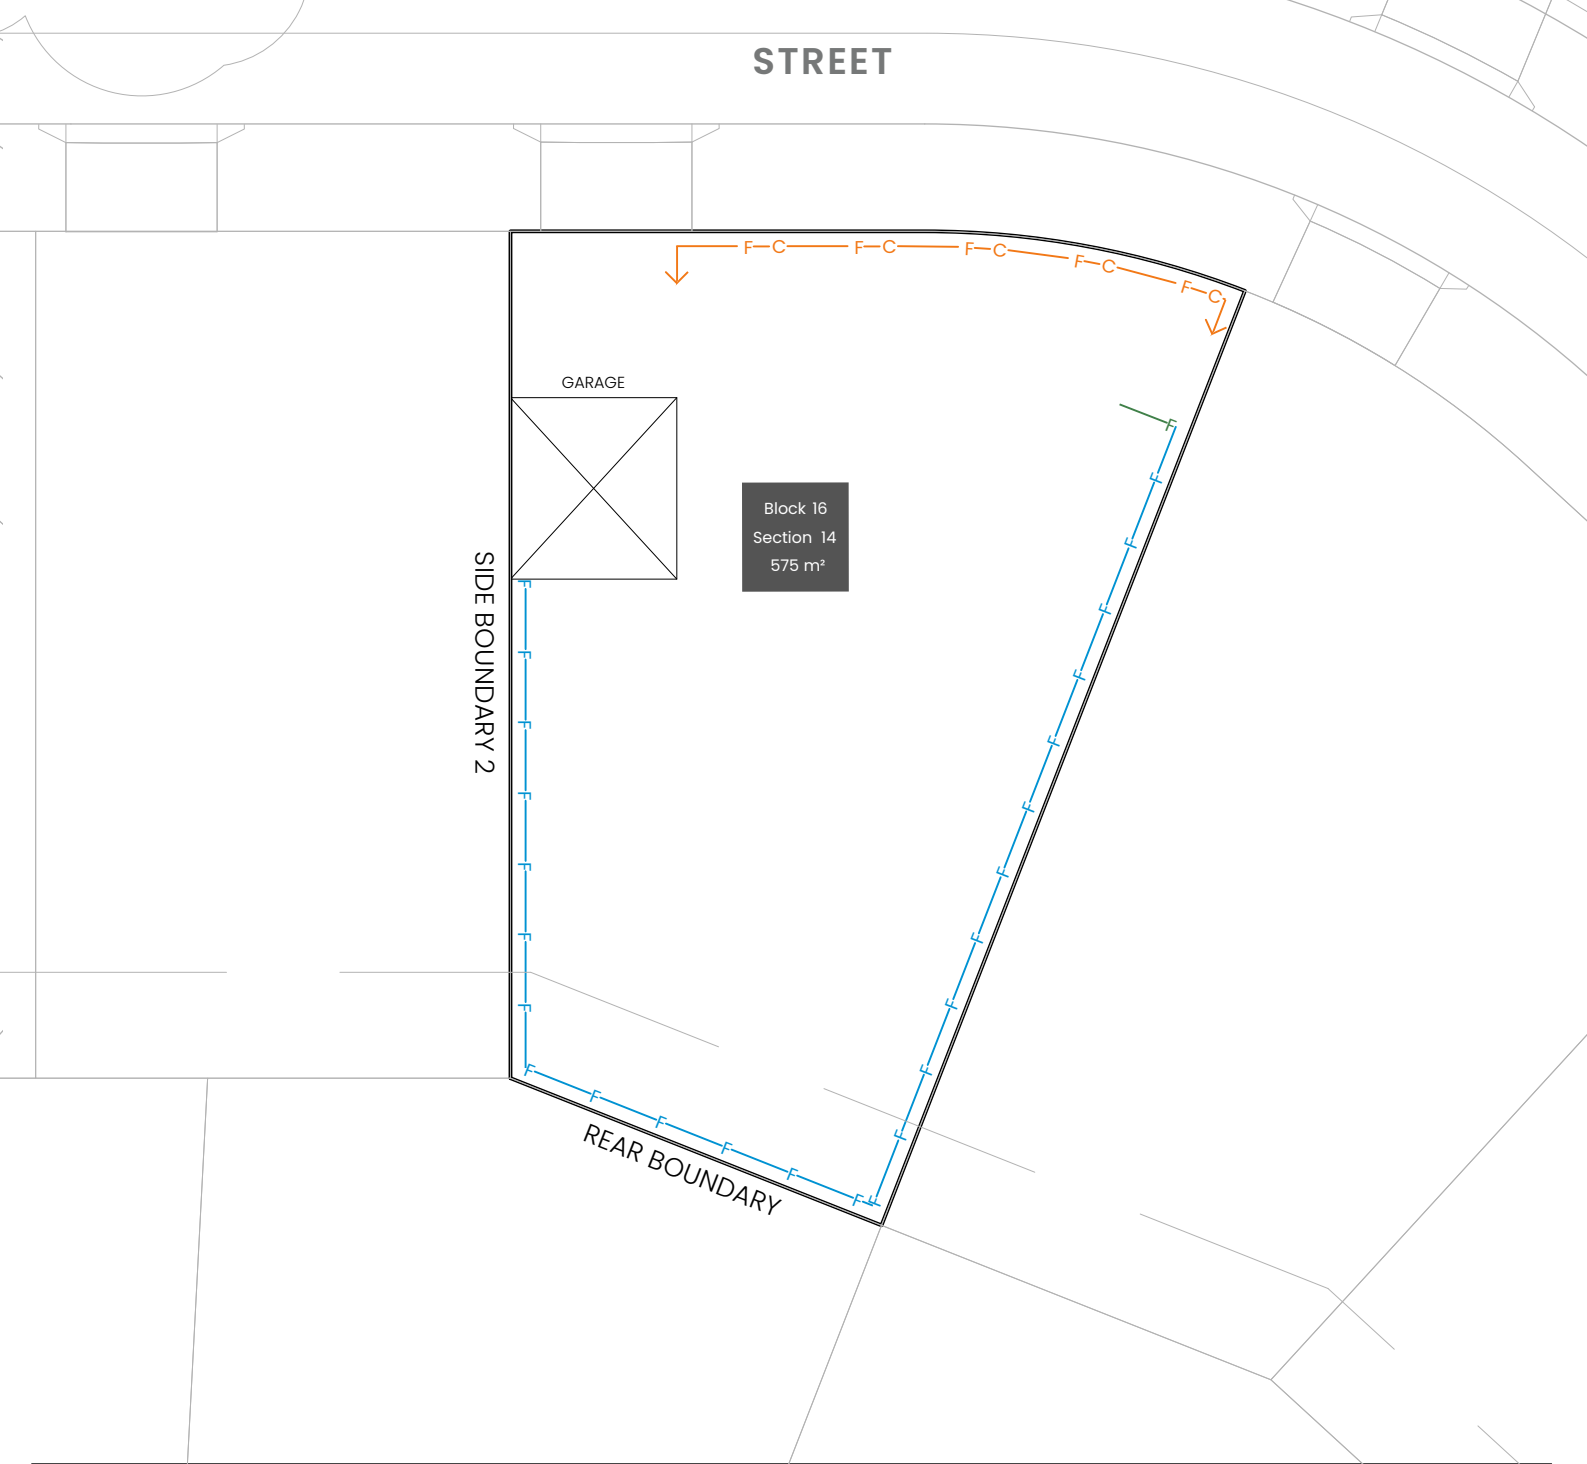 STREET
F C F C F C F C F C
GARAGE
F
Block 16
Section 14
575 m²
SIDE BOUNDARY 2
F F F F F F F
F F F F F F F F F F F F
F F F F F F
REAR BOUNDARY